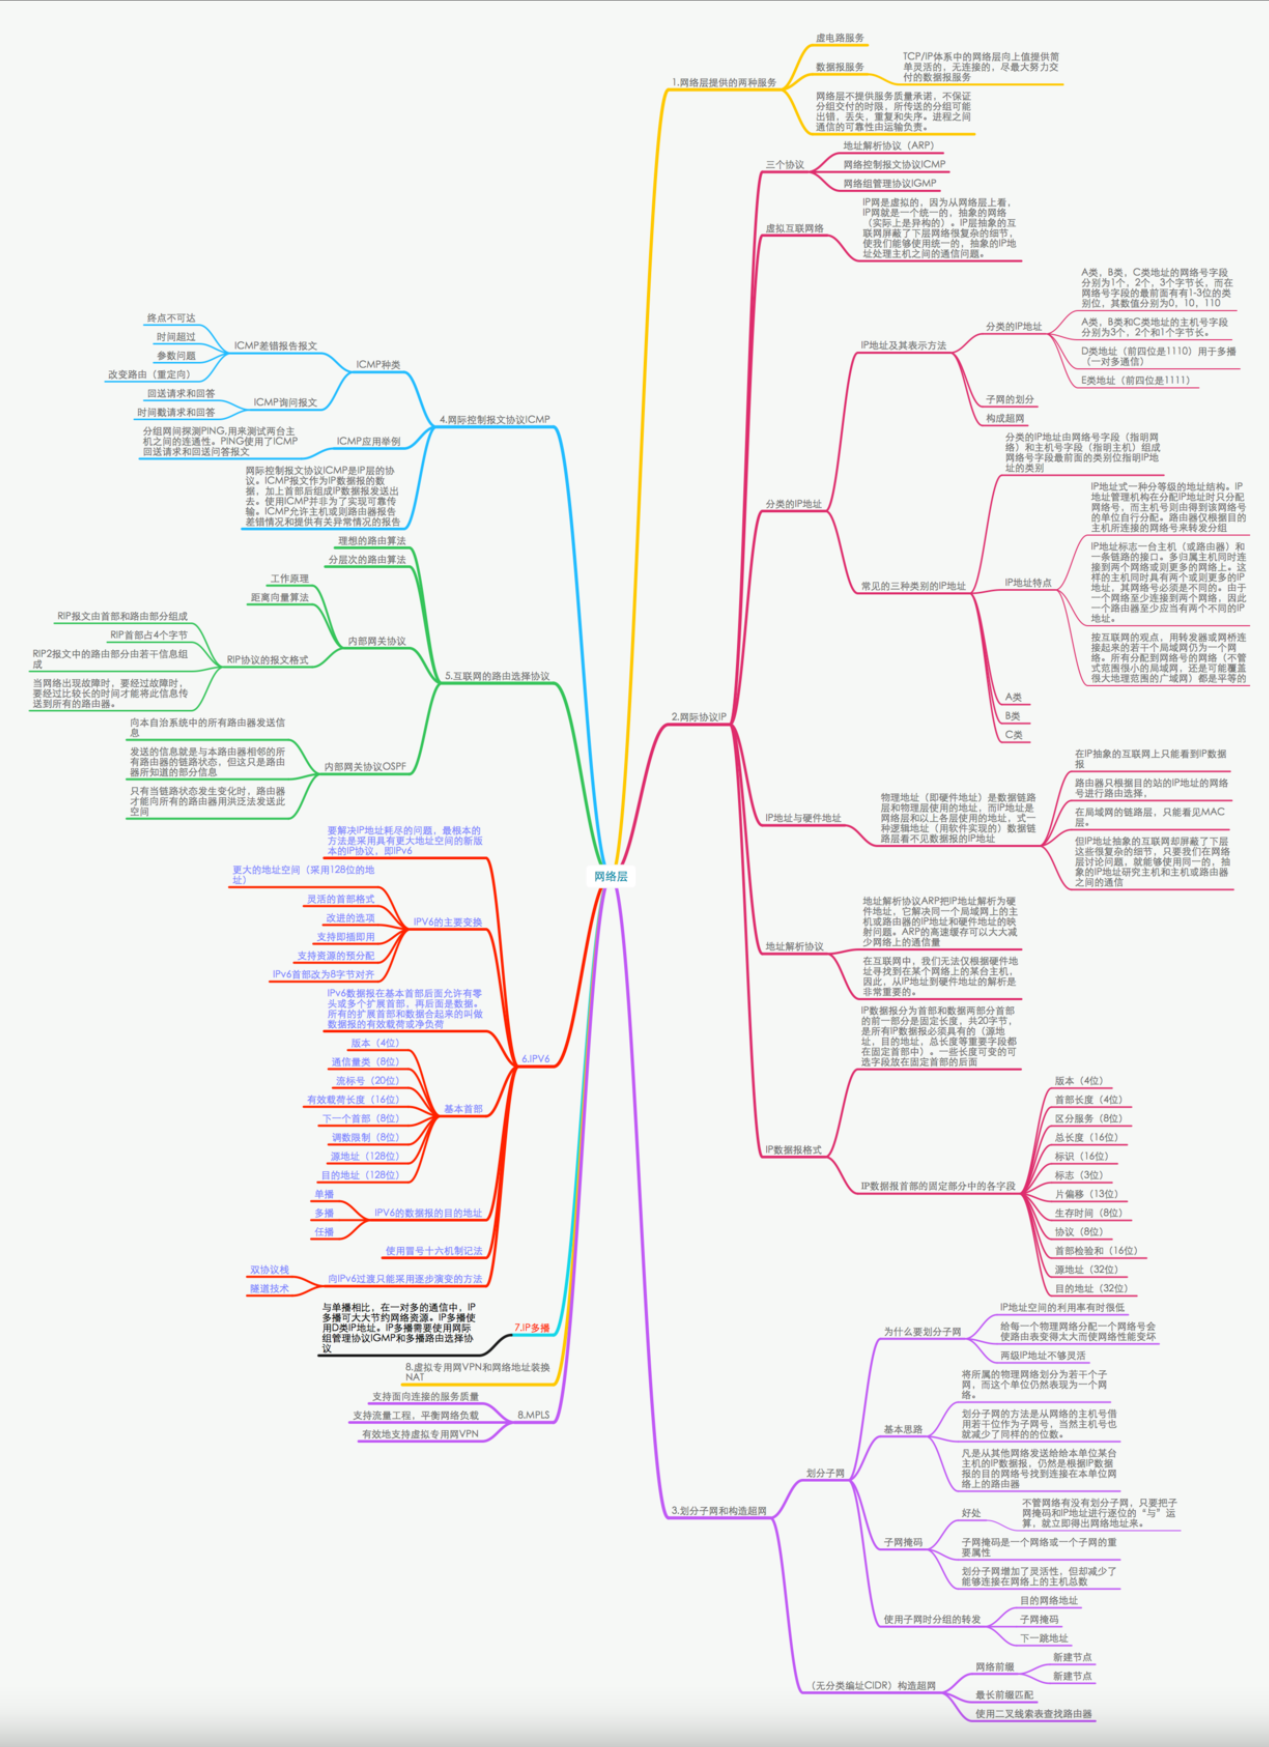 网络层
1.网络层提供的两种服务
虚电路服务
数据报服务
TCP/IP体系中的网络层向上值提供简
单灵活的，无连接的，尽最大努力交
付的数据报服务
网络层不提供服务质量承诺，不保证
分组交付的时限，所传送的分组可能
出错，丢失，重复和失序。进程之间
通信的可靠性由运输负责。
2.网际协议IP
三个协议
地址解析协议（ARP）
网络控制报文协议ICMP
网络组管理协议IGMP
虚拟互联网络
IP网是虚拟的，因为从网络层上看，
IP网就是一个统一的，抽象的网络
（实际上是异构的）。IP层抽象的互
联网屏蔽了下层网络很复杂的细节，
使我们能够使用统一的，抽象的IP地
址处理主机之间的通信问题。
分类的IP地址
IP地址及其表示方法
分类的IP地址
A类，B类，C类地址的网络号字段
分别为1个，2个，3个字节长，而在
网络号字段的最前面有有1-3位的类
别位，其数值分别为0，10，110
A类，B类和C类地址的主机号字段
分别为3个，2个和1个字节长。
D类地址（前四位是1110）用于多播
（一对多通信）
E类地址（前四位是1111）
子网的划分
构成超网
常见的三种类别的IP地址
分类的IP地址由网络号字段（指明网
络）和主机号字段（指明主机）组成
网络号字段最前面的类别位指明IP地
址的类别
IP地址特点
IP地址式一种分等级的地址结构。IP
地址管理机构在分配IP地址时只分配
网络号，而主机号则由得到该网络号
的单位自行分配。路由器仅根据目的
主机所连接的网络号来转发分组
IP地址标志一台主机（或路由器）和
一条链路的接口。多归属主机同时连
接到两个网络或则更多的网络上。这
样的主机同时具有两个或则更多的IP
地址，其网络号必须是不同的。由于
一个网络至少连接到两个网络，因此
一个路由器至少应当有两个不同的IP
地址。
按互联网的观点，用转发器或网桥连
接起来的若干个局域网仍为一个网
络。所有分配到网络号的网络（不管
式范围很小的局域网，还是可能覆盖
很大地理范围的广域网）都是平等的
A类
B类
C类
IP地址与硬件地址
物理地址（即硬件地址）是数据链路
层和物理层使用的地址，而IP地址是
网络层和以上各层使用的地址，式一
种逻辑地址（用软件实现的）数据链
路层看不见数据报的IP地址
在IP抽象的互联网上只能看到IP数据
报
路由器只根据目的站的IP地址的网络
号进行路由选择，
在局域网的链路层，只能看见MAC
层。
但IP地址抽象的互联网却屏蔽了下层
这些很复杂的细节，只要我们在网络
层讨论问题，就能够使用同一的，抽
象的IP地址研究主机和主机或路由器
之间的通信
地址解析协议
地址解析协议ARP把IP地址解析为硬
件地址，它解决同一个局域网上的主
机或路由器的IP地址和硬件地址的映
射问题。ARP的高速缓存可以大大减
少网络上的通信量
在互联网中，我们无法仅根据硬件地
址寻找到在某个网络上的某台主机，
因此，从IP地址到硬件地址的解析是
非常重要的。
IP数据报格式
IP数据报分为首部和数据两部分首部
的前一部分是固定长度，共20字节，
是所有IP数据报必须具有的（源地
址，目的地址，总长度等重要字段都
在固定首部中）。一些长度可变的可
选字段放在固定首部的后面
IP数据报首部的固定部分中的各字段
版本（4位）
首部长度（4位）
区分服务（8位）
总长度（16位）
标识（16位）
标志（3位）
片偏移（13位）
生存时间（8位）
协议（8位）
首部检验和（16位）
源地址（32位）
目的地址（32位）
3.划分子网和构造超网
划分子网
为什么要划分子网
IP地址空间的利用率有时很低
给每一个物理网络分配一个网络号会
使路由表变得太大而使网络性能变坏
两级IP地址不够灵活
基本思路
将所属的物理网络划分为若干个子
网，而这个单位仍然表现为一个网
络。
划分子网的方法是从网络的主机号借
用若干位作为子网号，当然主机号也
就减少了同样的的位数。
凡是从其他网络发送给给本单位某台
主机的IP数据报，仍然是根据IP数据
报的目的网络号找到连接在本单位网
络上的路由器
子网掩码
好处
不管网络有没有划分子网，只要把子
网掩码和IP地址进行逐位的“与”运
算，就立即得出网络地址来。
子网掩码是一个网络或一个子网的重
要属性
划分子网增加了灵活性，但却减少了
能够连接在网络上的主机总数
使用子网时分组的转发
目的网络地址
子网掩码
下一跳地址
（无分类编址CIDR）构造超网
网络前缀
新建节点
新建节点
最长前缀匹配
使用二叉线索表查找路由器
4.网际控制报文协议ICMP
ICMP种类
ICMP差错报告报文
终点不可达
时间超过
参数问题
改变路由（重定向）
ICMP询问报文
回送请求和回答
时间戳请求和回答
ICMP应用举例
分组网间探测PING,用来测试两台主
机之间的连通性。PING使用了ICMP
回送请求和回送问答报文
网际控制报文协议ICMP是IP层的协
议。ICMP报文作为IP数据报的数
据，加上首部后组成IP数据报发送出
去。使用ICMP并非为了实现可靠传
输。ICMP允许主机或则路由器报告
差错情况和提供有关异常情况的报告
5.互联网的路由选择协议
理想的路由算法
分层次的路由算法
内部网关协议
工作原理
距离向量算法
RIP协议的报文格式
RIP报文由首部和路由部分组成
RIP首部占4个字节
RIP2报文中的路由部分由若干信息组
成
当网络出现故障时，要经过故障时，
要经过比较长的时间才能将此信息传
送到所有的路由器。
内部网关协议OSPF
向本自治系统中的所有路由器发送信
息
发送的信息就是与本路由器相邻的所
有路由器的链路状态，但这只是路由
器所知道的部分信息
只有当链路状态发生变化时，路由器
才能向所有的路由器用洪泛法发送此
空间
6.IPV6
要解决IP地址耗尽的问题，最根本的
方法是采用具有更大地址空间的新版
本的IP协议，即IPv6
IPV6的主要变换
更大的地址空间（采用128位的地
址）
灵活的首部格式
改进的选项
支持即插即用
支持资源的预分配
IPv6首部改为8字节对齐
IPv6数据报在基本首部后面允许有零
头或多个扩展首部，再后面是数据。
所有的扩展首部和数据合起来的叫做
数据报的有效载荷或净负荷
基本首部
版本（4位）
通信量类（8位）
流标号（20位）
有效载荷长度（16位）
下一个首部（8位）
调数限制（8位）
源地址（128位）
目的地址（128位）
IPV6的数据报的目的地址
单播
多播
任播
使用冒号十六机制记法
向IPv6过渡只能采用逐步演变的方法
双协议栈
隧道技术
7.IP多播
与单播相比，在一对多的通信中，IP
多播可大大节约网络资源。IP多播使
用D类IP地址。IP多播需要使用网际
组管理协议IGMP和多播路由选择协
议
8.虚拟专用网VPN和网络地址装换
NAT
8.MPLS
支持面向连接的服务质量
支持流量工程，平衡网络负载
有效地支持虚拟专用网VPN